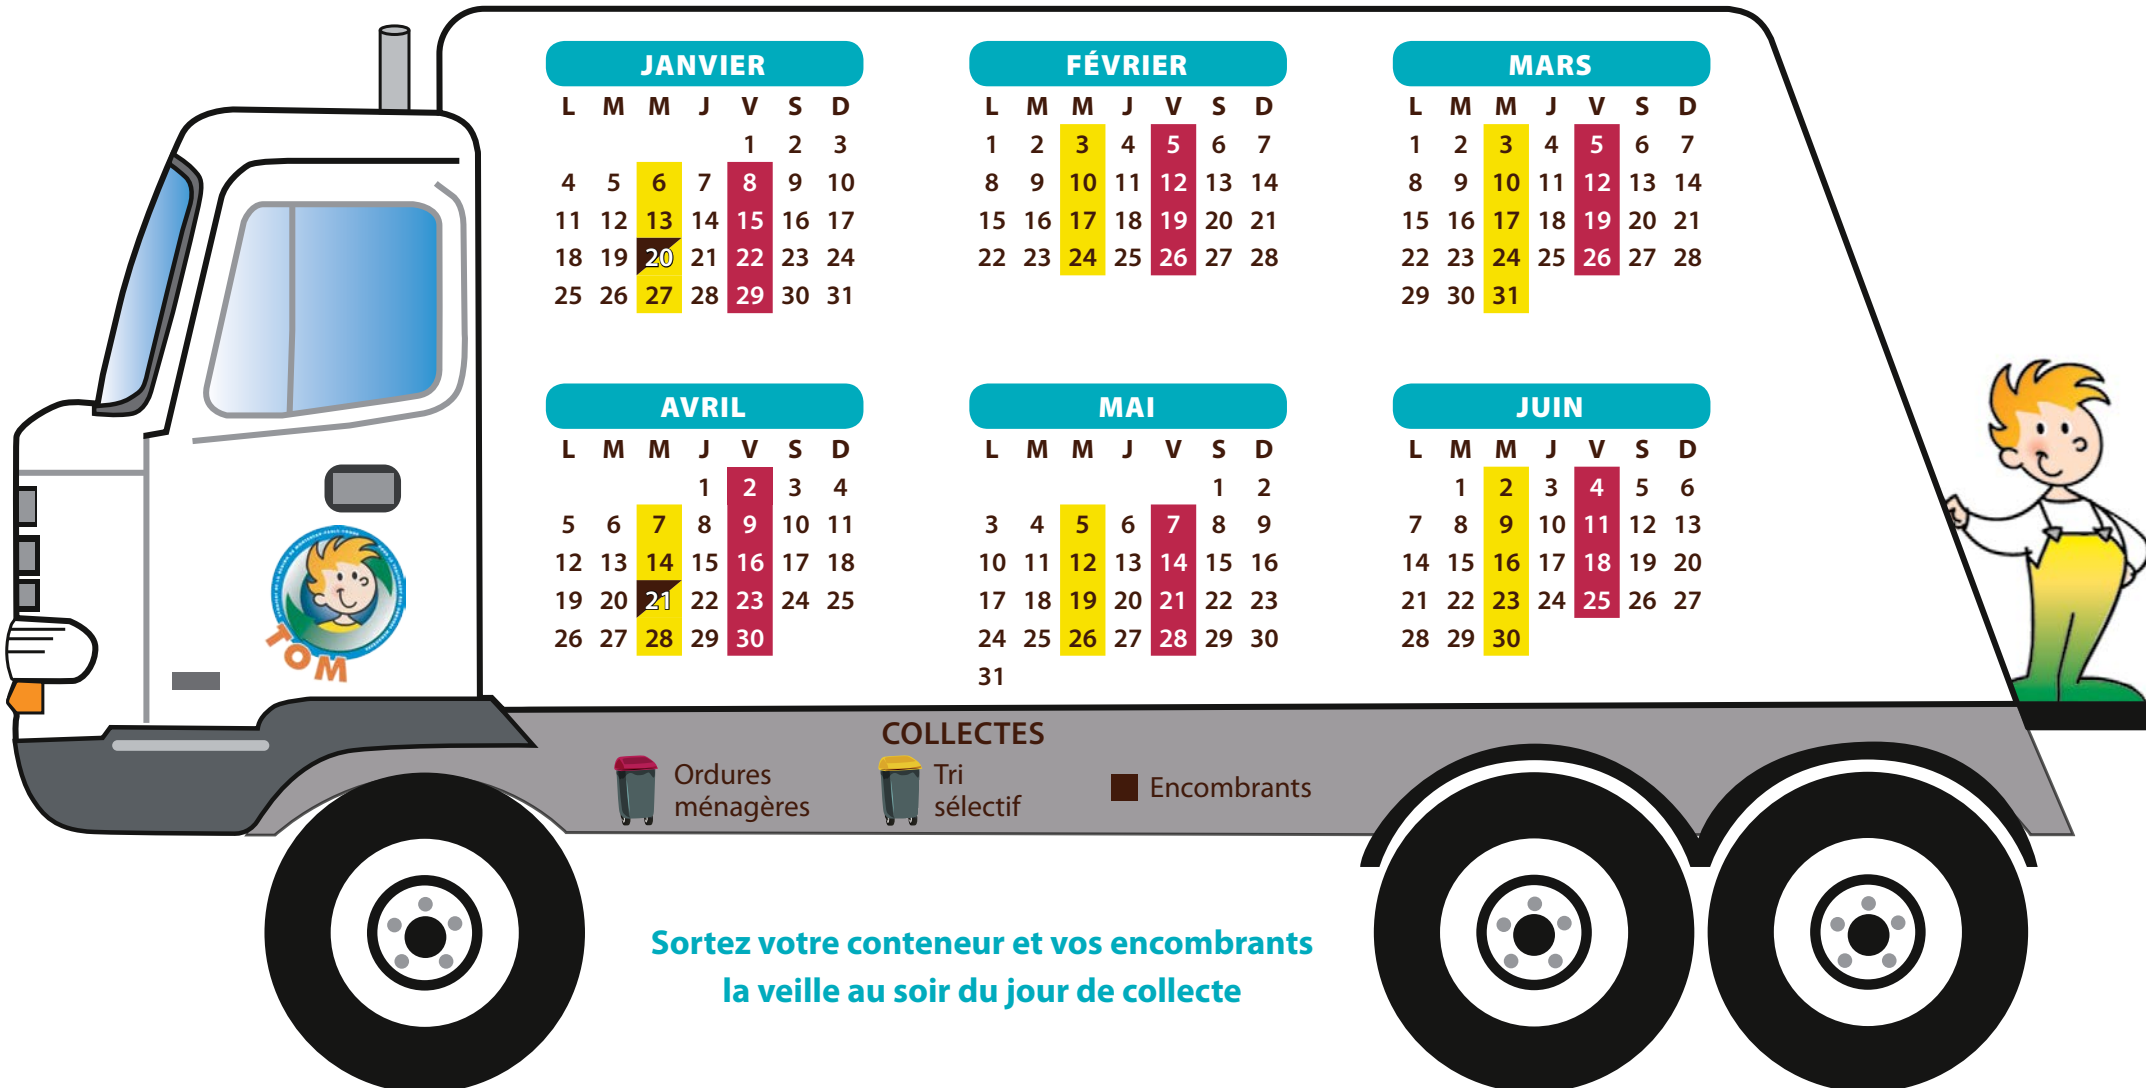 JANVIER
L M M J V S D
1 2 3
4 5 6 7 8 9 10
11 12 13 14 15 16 17
18 19 20 21 22 23 24
25 26 27 28 29 30 31
FÉVRIER
L M M J V S D
1 2 3 4 5 6 7
8 9 10 11 12 13 14
15 16 17 18 19 20 21
22 23 24 25 26 27 28
MARS
L M M J V S D
1 2 3 4 5 6 7
8 9 10 11 12 13 14
15 16 17 18 19 20 21
22 23 24 25 26 27 28
29 30 31
AVRIL
L M M J V S D
1 2 3 4
5 6 7 8 9 10 11
12 13 14 15 16 17 18
19 20 21 22 23 24 25
26 27 28 29 30
MAI
L M M J V S D
1 2
3 4 5 6 7 8 9
10 11 12 13 14 15 16
17 18 19 20 21 22 23
24 25 26 27 28 29 30
31
JUIN
L M M J V S D
1 2 3 4 5 6
7 8 9 10 11 12 13
14 15 16 17 18 19 20
21 22 23 24 25 26 27
28 29 30
TOM
COLLECTES
Ordures
ménagères
Tri
sélectif
Encombrants
Sortez votre conteneur et vos encombrants
la veille au soir du jour de collecte